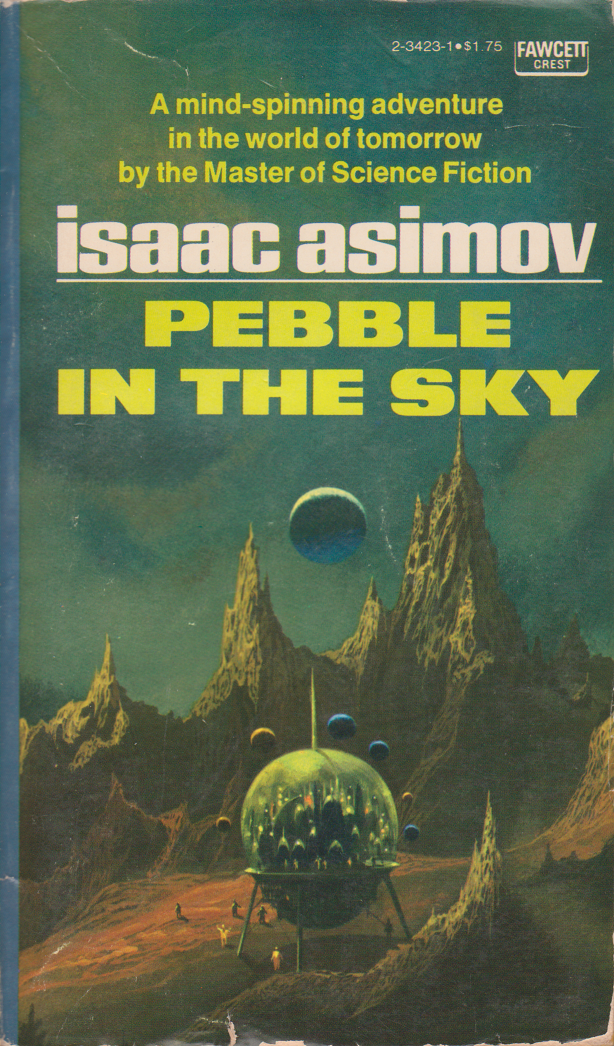 2-3423-1•$1.75
FAWCETT
CREST
A mind-spinning adventure
in the world of tomorrow
by the Master of Science Fiction
isaac asimov
PEBBLE
IN THE SKY